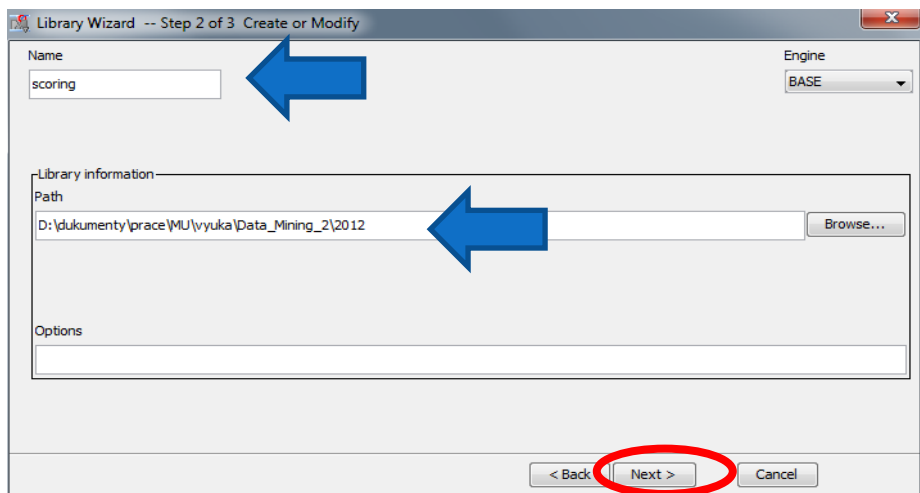 Library Wizard -- Step 2 of 3 Create or Modify
Name
Engine
scoring
BASE
Library information
Path
D:\dukumenty\prace\MU\vyuka\Data_Mining_2\2012
Browse...
Options
< Back
Next >
Cancel